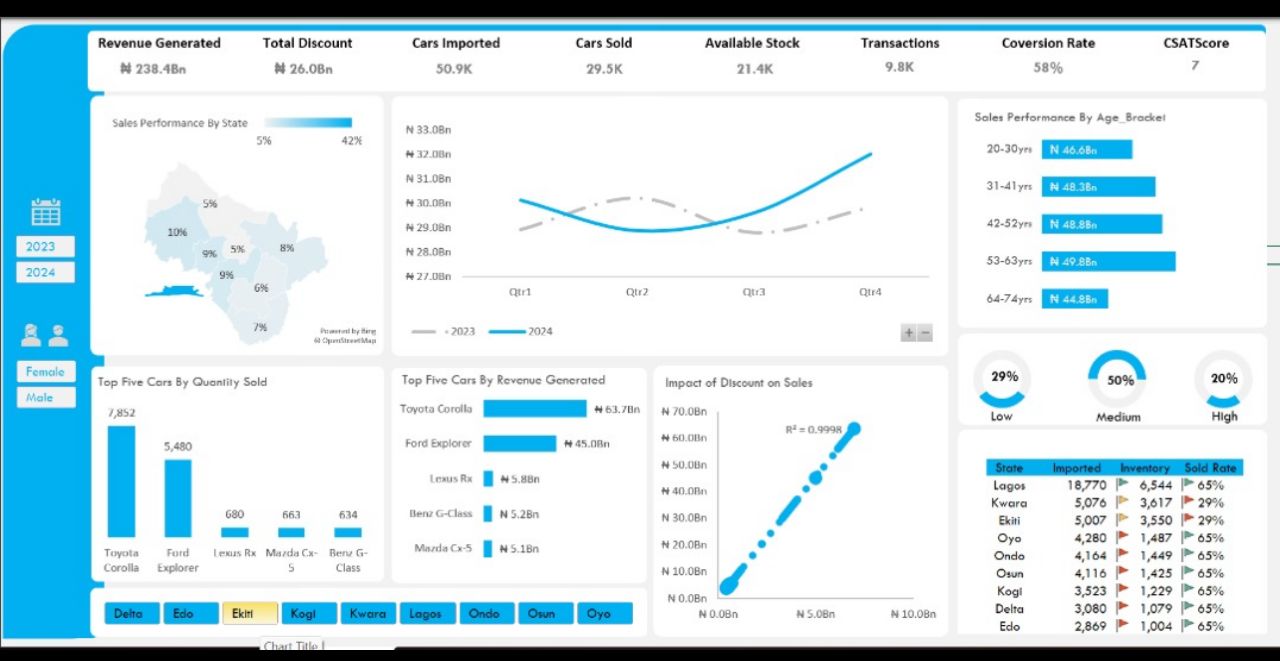 Revenue Generated
₦ 238.4Bn
Total Discount
₦ 26.0Bn
Cars Imported
50.9K
Cars Sold
29.5K
Available Stock
21.4K
Transactions
9.8K
Coversion Rate
58%
CSATScore
7
2023
2024
Female
Male
Sales Performance By State
5% 42%
5%
10%
9%
5%
8%
9%
6%
7%
Powered by Bing
© OpenStreetMap
₦ 33.0Bn
₦ 32.0Bn
₦ 31.0Bn
₦ 30.0Bn
₦ 29.0Bn
₦ 28.0Bn
₦ 27.0Bn
Qtr1 Qtr2 Qtr3 Qtr4
2023 2024
+ −
Sales Performance By Age_Bracket
20-30yrs ₦ 46.6Bn
31-41yrs ₦ 48.3Bn
42-52yrs ₦ 48.8Bn
53-63yrs ₦ 49.8Bn
64-74yrs ₦ 44.8Bn
29%
Low
50%
Medium
20%
High
Top Five Cars By Quantity Sold
7,852
5,480
680
663
634
Toyota
Corolla
Ford
Explorer
Lexus Rx
Mazda Cx-
5
Benz G-
Class
Top Five Cars By Revenue Generated
Toyota Corolla ₦ 63.7Bn
Ford Explorer ₦ 45.0Bn
Lexus Rx ₦ 5.8Bn
Benz G-Class ₦ 5.2Bn
Mazda Cx-5 ₦ 5.1Bn
Impact of Discount on Sales
₦ 70.0Bn
₦ 60.0Bn
₦ 50.0Bn
₦ 40.0Bn
₦ 30.0Bn
₦ 20.0Bn
₦ 10.0Bn
₦ 0.0Bn
R² = 0.9998
₦ 0.0Bn ₦ 5.0Bn ₦ 10.0Bn
State Imported Inventory Sold Rate
Lagos 18,770 6,544 65%
Kwara 5,076 3,617 29%
Ekiti 5,007 3,550 29%
Oyo 4,280 1,487 65%
Ondo 4,164 1,449 65%
Osun 4,116 1,425 65%
Kogi 3,523 1,229 65%
Delta 3,080 1,079 65%
Edo 2,869 1,004 65%
Delta Edo Ekiti Kogi Kwara Lagos Ondo Osun Oyo
Chart Title